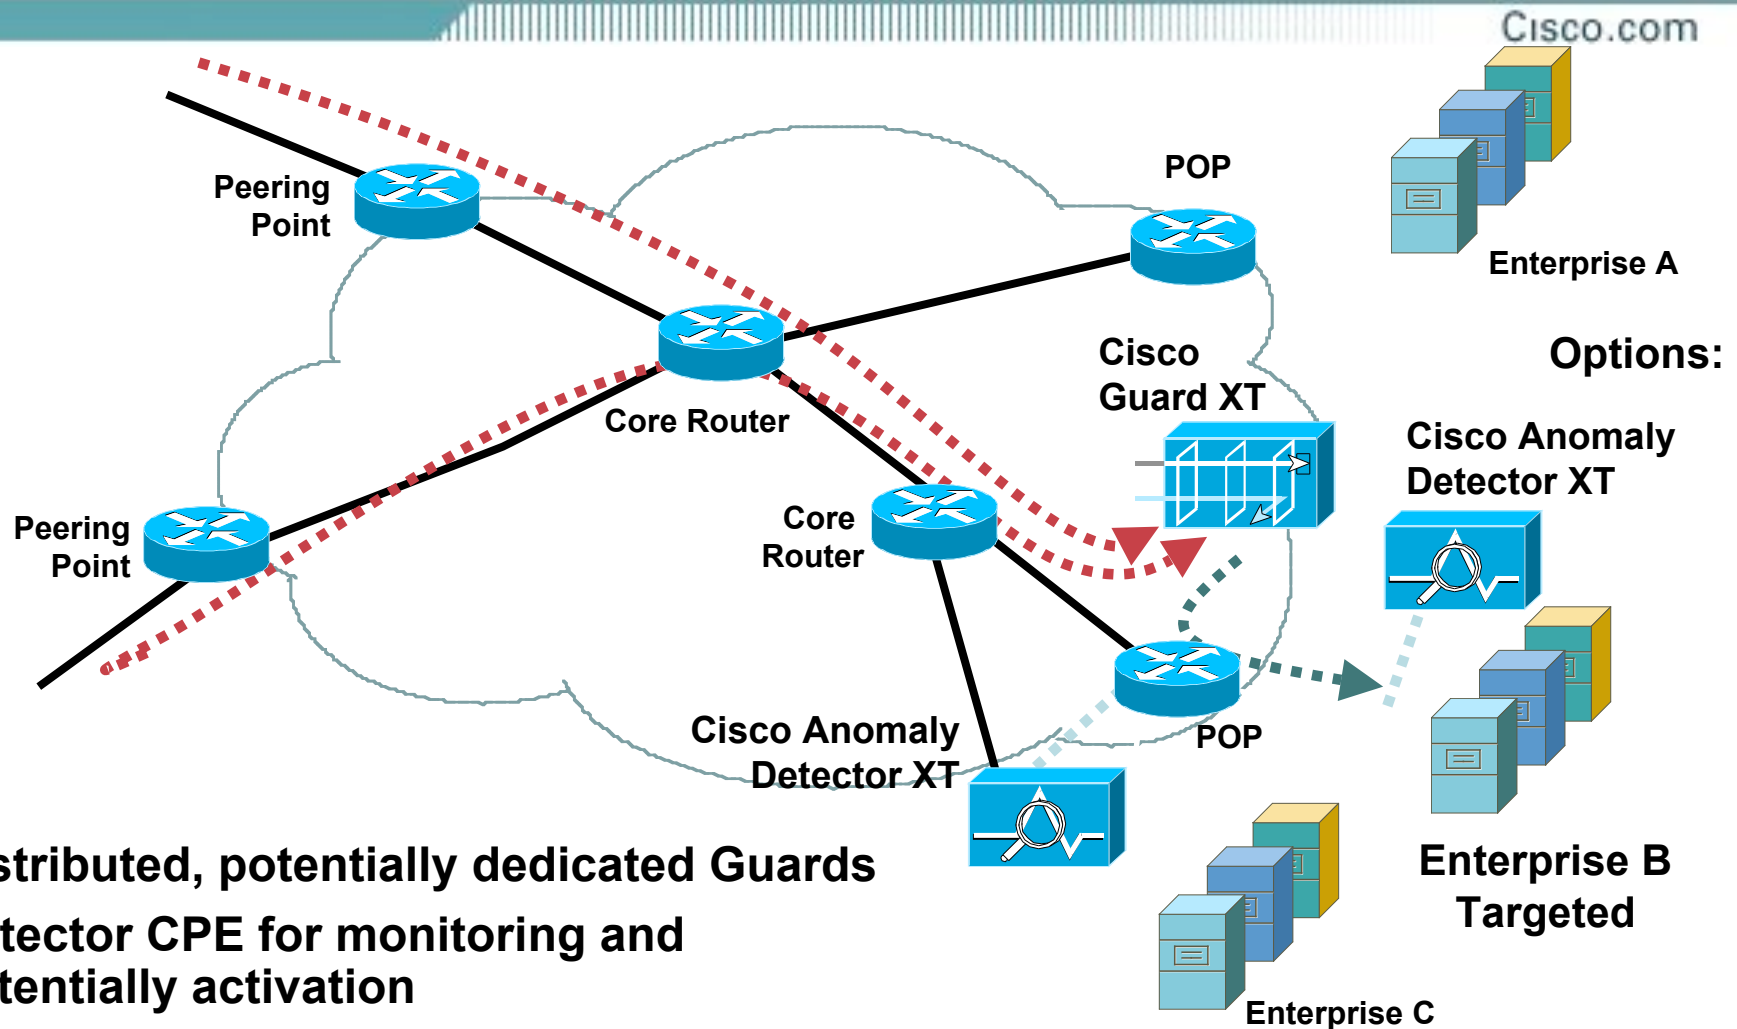 Cisco.com
Peering
Point
POP
Enterprise A
Cisco
Guard XT
Options:
Core Router
Cisco Anomaly
Detector XT
Peering
Point
Core
Router
Cisco Anomaly
Detector XT
POP
stributed, potentially dedicated Guards
Enterprise B
Targeted
tector CPE for monitoring and
tentially activation
Enterprise C